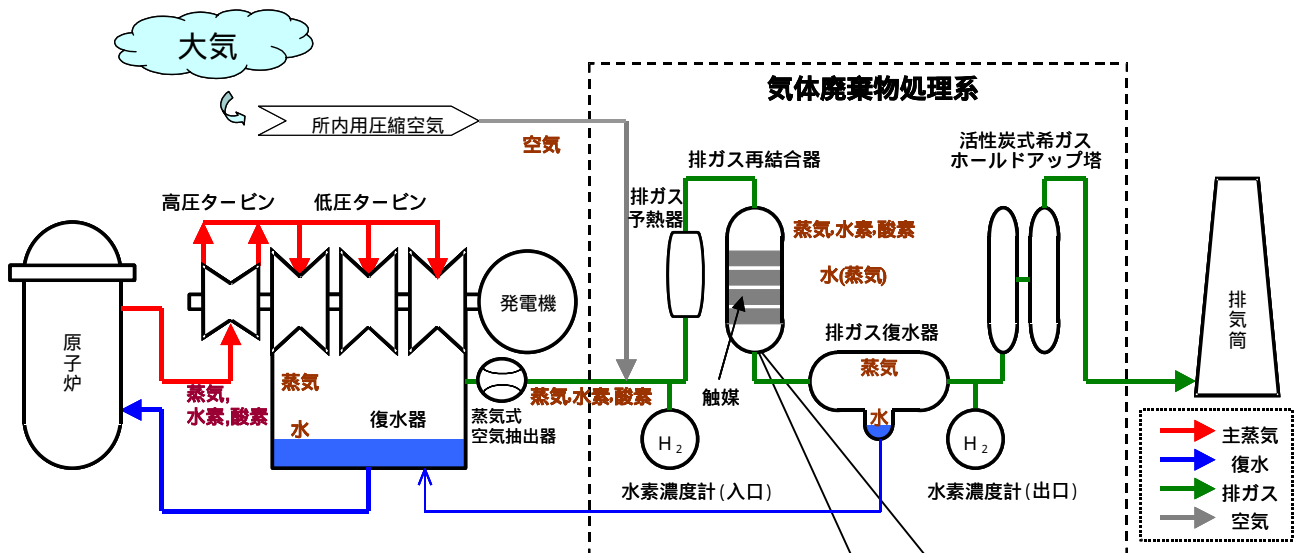 大気
気体廃棄物処理系
所内用圧縮空気
空気
活性炭式希ガス
ホールドアップ塔
排ガス再結合器
排ガス
予熱器
高圧タービン
低圧タービン
蒸気,水素,酸素
水(蒸気)
発電機
排気筒
原子炉
排ガス復水器
蒸気
蒸気
触媒
蒸気,
水素,酸素
蒸気,水素,酸素
水
復水器
水
蒸気式
空気抽出器
H2
H2
主蒸気
復水
排ガス
空気
水素濃度計(入口)
水素濃度計(出口)